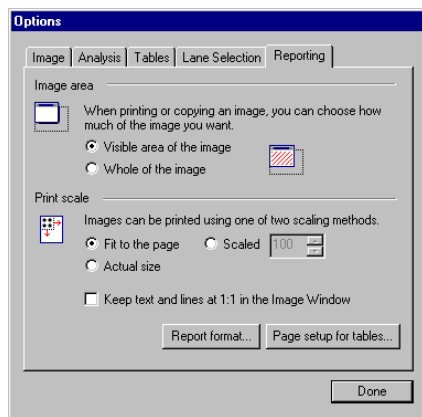 Options
Image Analysis Tables Lane Selection Reporting
Image area
When printing or copying an image, you can choose how
much of the image you want.
Visible area of the image
Whole of the image
Print scale
Images can be printed using one of two scaling methods.
Fit to the page Scaled 100
Actual size
Keep text and lines at 1:1 in the Image Window
Report format... Page setup for tables...
Done